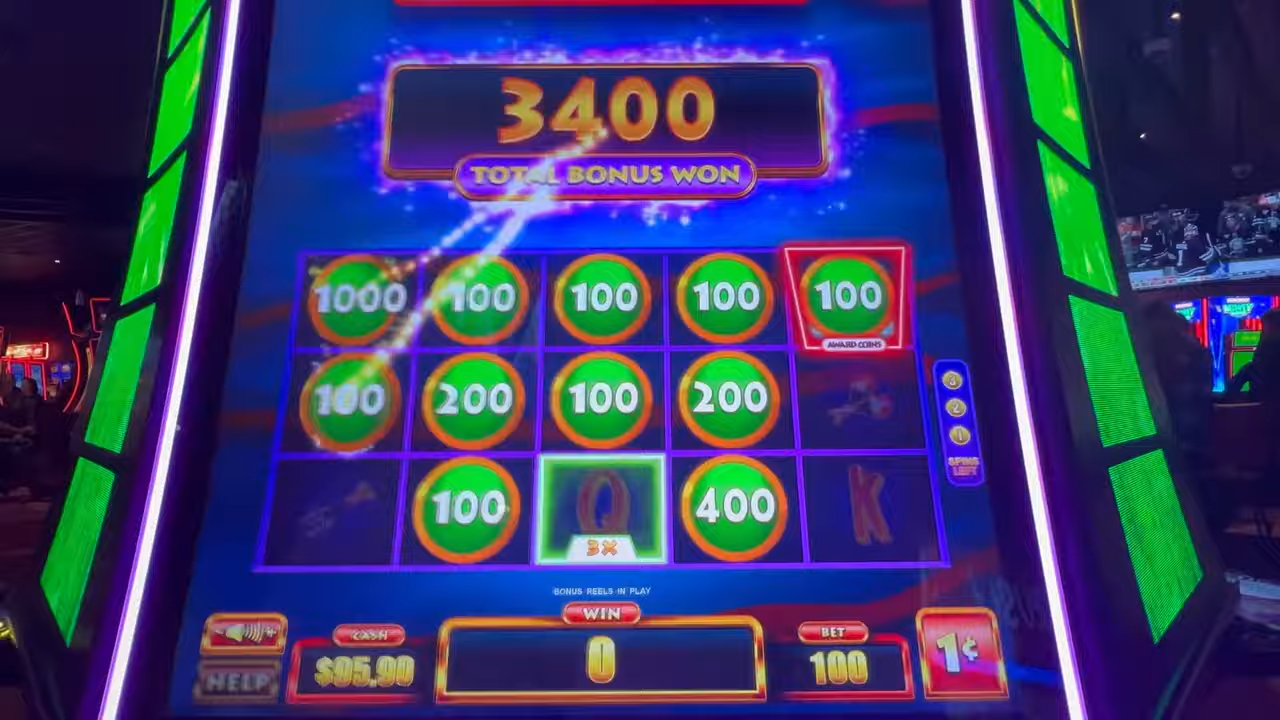 3400
TOTAL BONUS WON
1000 100 100 100 100
AWARD COINS
100 200 100 200
3
2
1
SPINS
LEFT
100 Q 400 K
3X
BONUS REELS IN PLAY
WIN
CASH BET
$95.90 0 100 1¢
HELP